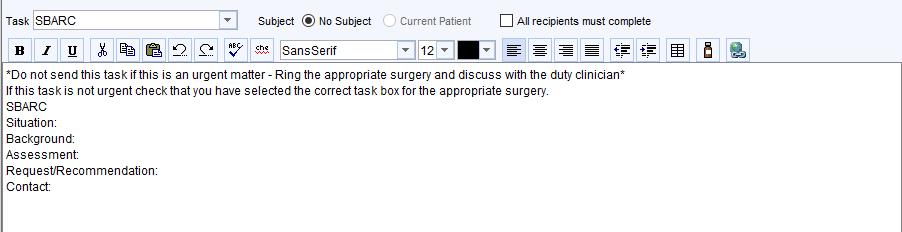 Task SBARC Subject No Subject Current Patient All recipients must complete
B I U ABC che SansSerif 12
*Do not send this task if this is an urgent matter - Ring the appropriate surgery and discuss with the duty clinician*
If this task is not urgent check that you have selected the correct task box for the appropriate surgery.
SBARC
Situation:
Background:
Assessment:
Request/Recommendation:
Contact: